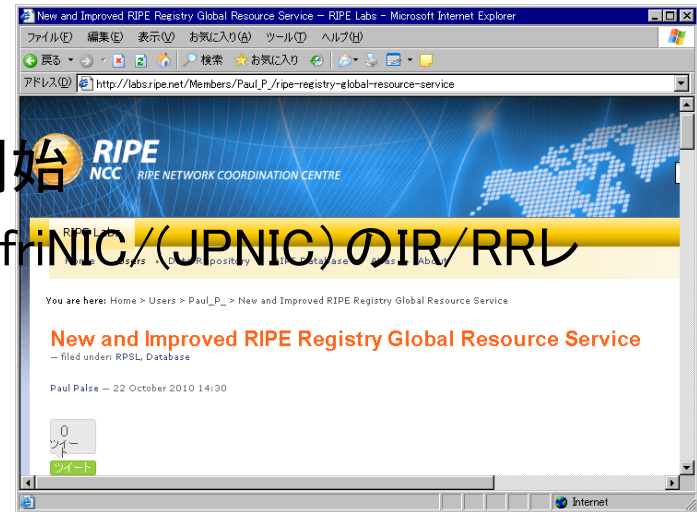 New and Improved RIPE Registry Global Resource Service — RIPE Labs - Microsoft Internet Explorer
ファイル(F) 編集(E) 表示(V) お気に入り(A) ツール(T) ヘルプ(H)
戻る 検索 お気に入り
アドレス(D) http://labs.ripe.net/Members/Paul_P_/ripe-registry-global-resource-service
始
RIPE
NCC RIPE NETWORK COORDINATION CENTRE
RIPE Labs
friNIC/(JPNIC)のIR/RRレ
Home Users Data Repository RIPE Database Atlas About
You are here: Home > Users > Paul_P_ > New and Improved RIPE Registry Global Resource Service
New and Improved RIPE Registry Global Resource Service
— filed under: RPSL, Database
Paul Palse — 22 October 2010 14:30
0
ツイー
ト
ツイート
Internet